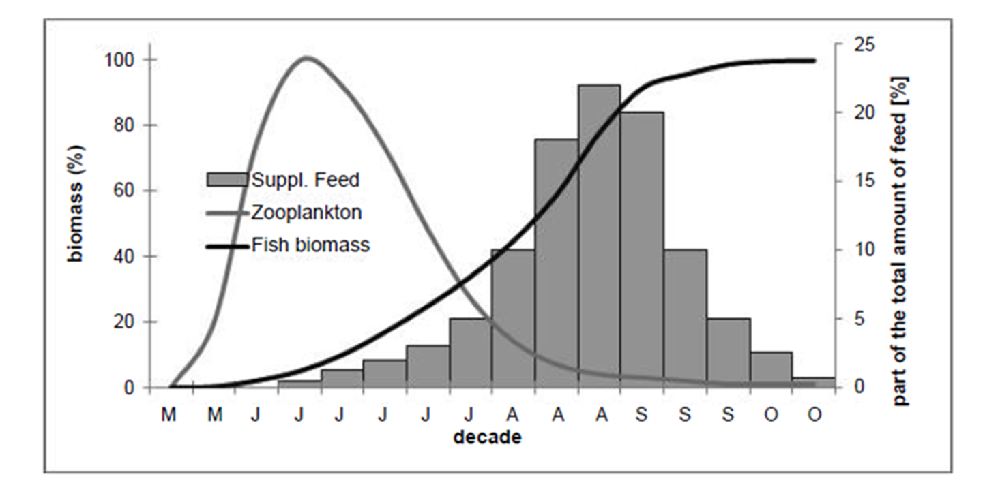 100
80
60
40
20
0
biomass (%)
Suppl. Feed
Zooplankton
Fish biomass
25
20
15
10
5
0
part of the total amount of feed [%]
M M J J J J J J A A A S S S O O
decade